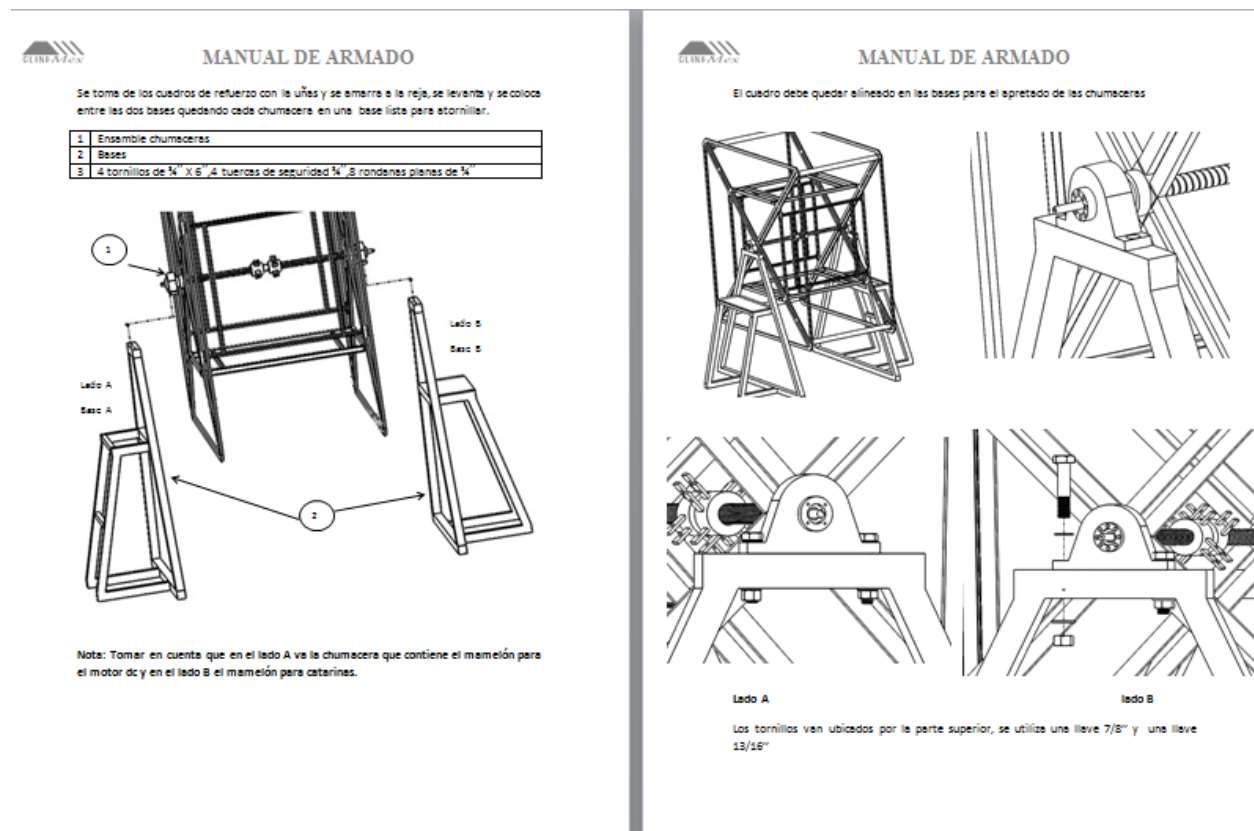 CLINI-Mex
MANUAL DE ARMADO
Se toma de los cuadros de refuerzo con la uñas y se amarra a la reja, se levanta y se coloca
entre las dos bases quedando cada chumacera en una base lista para atornillar.
1 Ensamble chumaceras
2 Bases
3 4 tornillos de ¾´´ X 6´´,4 tuercas de seguridad ¾´´,8 rondanas planas de ¾´´
1
Lado B
Base B
Lado A
Base A
2
Nota: Tomar en cuenta que en el lado A va la chumacera que contiene el mamelón para
el motor dc y en el lado B el mamelón para catarinas.
CLINI-Mex
MANUAL DE ARMADO
El cuadro debe quedar alineado en las bases para el apretado de las chumaceras
Lado A
lado B
Los tornillos van ubicados por la parte superior, se utiliza una llave 7/8´´ y una llave
13/16´´